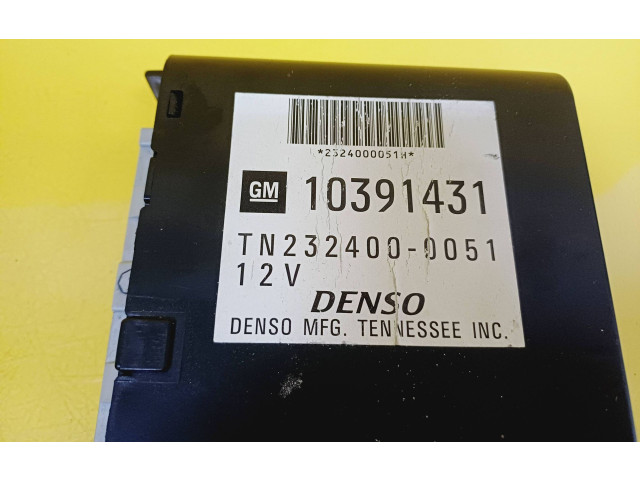 *2324000051H*
GM 10391431
TN232400-0051
12V
DENSO
DENSO MFG. TENNESSEE INC.